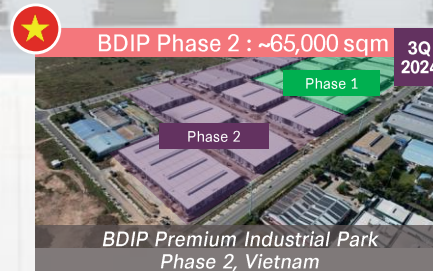 BDIP Phase 2 : ~65,000 sqm
3Q
2024
Phase 1
Phase 2
BDIP Premium Industrial Park
Phase 2, Vietnam